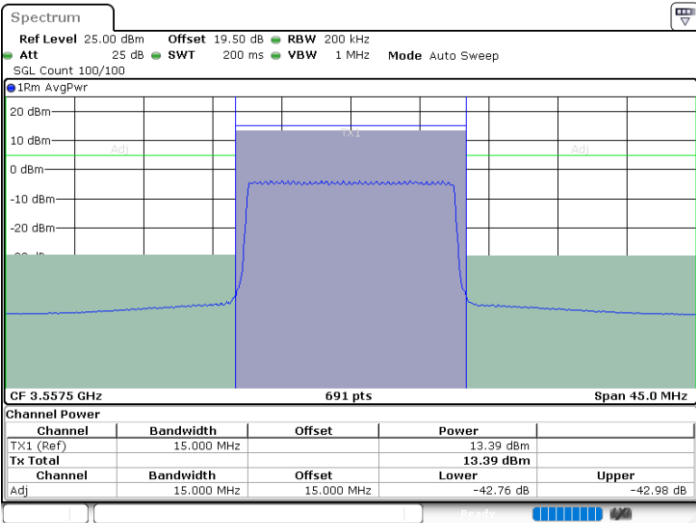 Spectrum
Ref Level 25.00 dBm Offset 19.50 dB RBW 200 kHz
Att 25 dB SWT 200 ms VBW 1 MHz Mode Auto Sweep
SGL Count 100/100
1Rm AvgPwr
20 dBm
TX1
10 dBm
Adj Adj
0 dBm
-10 dBm
-20 dBm
CF 3.5575 GHz 691 pts Span 45.0 MHz
Channel Power
Channel Bandwidth Offset Power
TX1 (Ref) 15.000 MHz 13.39 dBm
Tx Total 13.39 dBm
Channel Bandwidth Offset Lower Upper
Adj 15.000 MHz 15.000 MHz -42.76 dB -42.98 dB
Ready